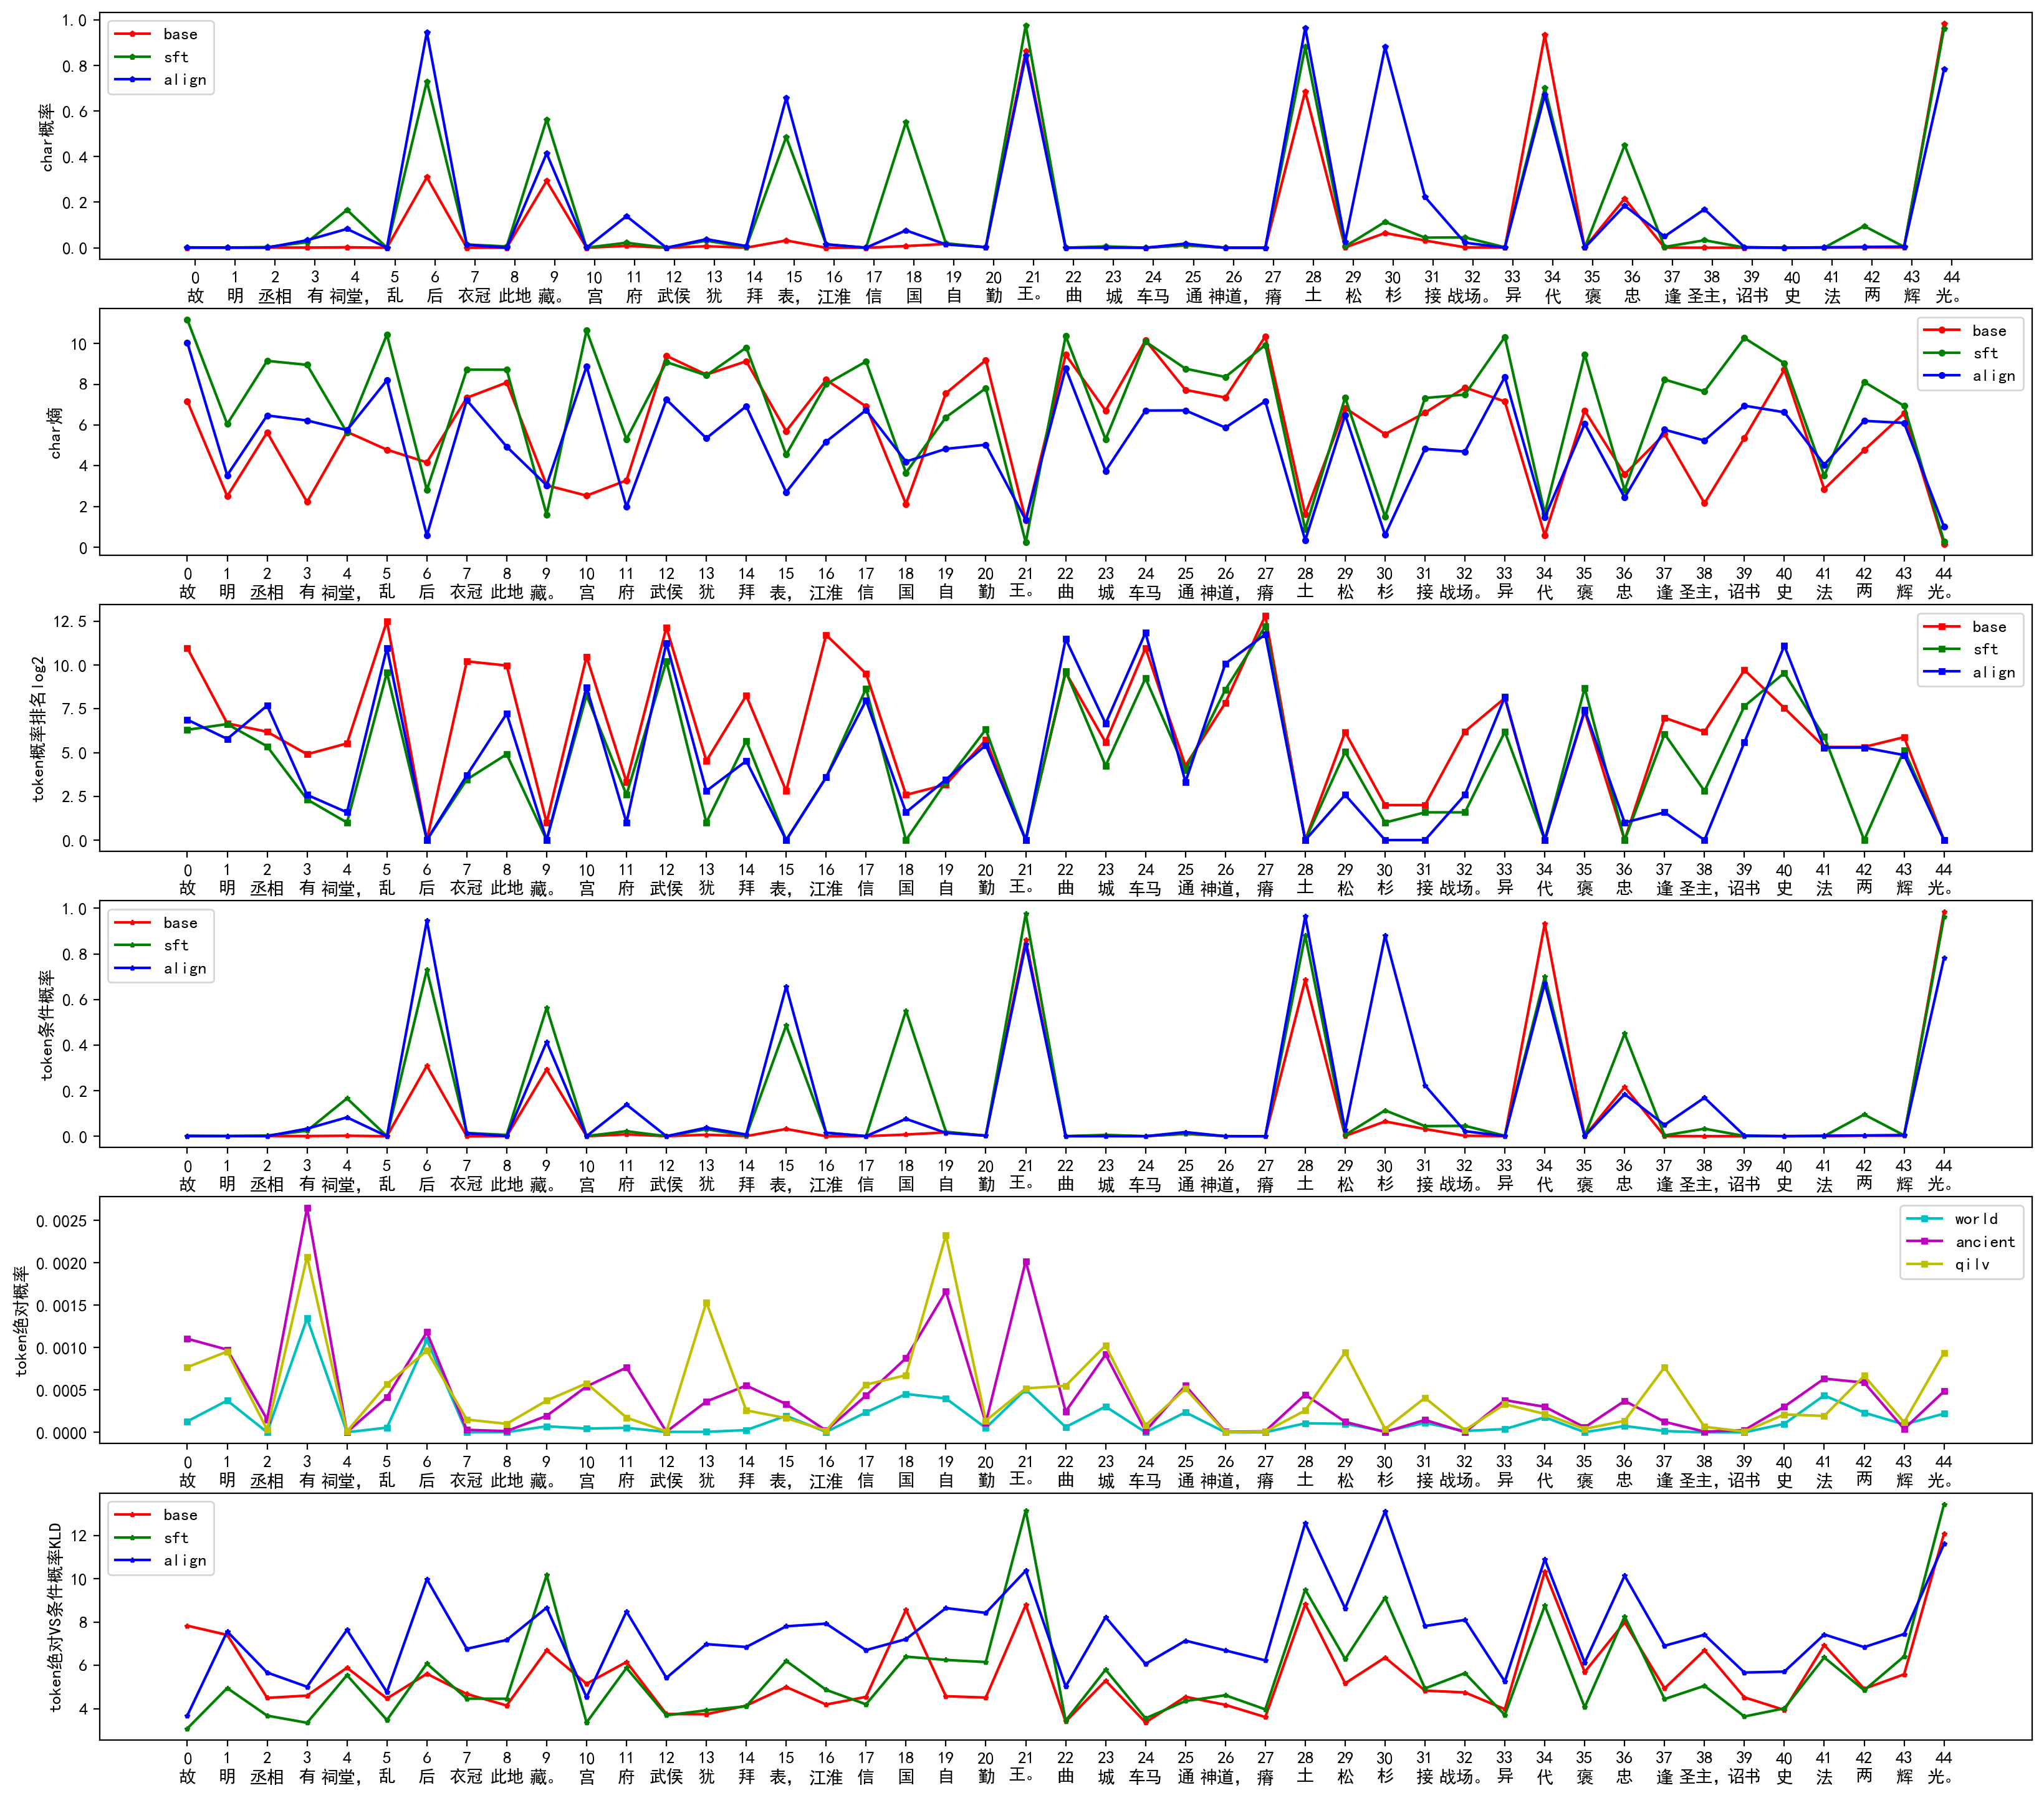 char概率
1.0
0.8
0.6
0.4
0.2
0.0
base
sft
align
0 1 2 3 4 5 6 7 8 9 10 11 12 13 14 15 16 17 18 19 20 21 22 23 24 25 26 27 28 29 30 31 32 33 34 35 36 37 38 39 40 41 42 43 44
故 明 丞相 有 祠堂， 乱 后 衣冠 此地 藏。 宫 府 武侯 犹 拜 表， 江淮 信 国 自 勤 王。 曲 城 车马 通 神道， 瘠 土 松 杉 接 战场。 异 代 褒 忠 逢 圣主， 诏书 史 法 两 辉 光。
char熵
10
8
6
4
2
0
base
sft
align
0 1 2 3 4 5 6 7 8 9 10 11 12 13 14 15 16 17 18 19 20 21 22 23 24 25 26 27 28 29 30 31 32 33 34 35 36 37 38 39 40 41 42 43 44
故 明 丞相 有 祠堂， 乱 后 衣冠 此地 藏。 宫 府 武侯 犹 拜 表， 江淮 信 国 自 勤 王。 曲 城 车马 通 神道， 瘠 土 松 杉 接 战场。 异 代 褒 忠 逢 圣主， 诏书 史 法 两 辉 光。
token概率排名log2
12.5
10.0
7.5
5.0
2.5
0.0
base
sft
align
0 1 2 3 4 5 6 7 8 9 10 11 12 13 14 15 16 17 18 19 20 21 22 23 24 25 26 27 28 29 30 31 32 33 34 35 36 37 38 39 40 41 42 43 44
故 明 丞相 有 祠堂， 乱 后 衣冠 此地 藏。 宫 府 武侯 犹 拜 表， 江淮 信 国 自 勤 王。 曲 城 车马 通 神道， 瘠 土 松 杉 接 战场。 异 代 褒 忠 逢 圣主， 诏书 史 法 两 辉 光。
token条件概率
1.0
0.8
0.6
0.4
0.2
0.0
base
sft
align
0 1 2 3 4 5 6 7 8 9 10 11 12 13 14 15 16 17 18 19 20 21 22 23 24 25 26 27 28 29 30 31 32 33 34 35 36 37 38 39 40 41 42 43 44
故 明 丞相 有 祠堂， 乱 后 衣冠 此地 藏。 宫 府 武侯 犹 拜 表， 江淮 信 国 自 勤 王。 曲 城 车马 通 神道， 瘠 土 松 杉 接 战场。 异 代 褒 忠 逢 圣主， 诏书 史 法 两 辉 光。
token绝对概率
0.0025
0.0020
0.0015
0.0010
0.0005
0.0000
world
ancient
qilv
0 1 2 3 4 5 6 7 8 9 10 11 12 13 14 15 16 17 18 19 20 21 22 23 24 25 26 27 28 29 30 31 32 33 34 35 36 37 38 39 40 41 42 43 44
故 明 丞相 有 祠堂， 乱 后 衣冠 此地 藏。 宫 府 武侯 犹 拜 表， 江淮 信 国 自 勤 王。 曲 城 车马 通 神道， 瘠 土 松 杉 接 战场。 异 代 褒 忠 逢 圣主， 诏书 史 法 两 辉 光。
token绝对VS条件概率KLD
12
10
8
6
4
base
sft
align
0 1 2 3 4 5 6 7 8 9 10 11 12 13 14 15 16 17 18 19 20 21 22 23 24 25 26 27 28 29 30 31 32 33 34 35 36 37 38 39 40 41 42 43 44
故 明 丞相 有 祠堂， 乱 后 衣冠 此地 藏。 宫 府 武侯 犹 拜 表， 江淮 信 国 自 勤 王。 曲 城 车马 通 神道， 瘠 土 松 杉 接 战场。 异 代 褒 忠 逢 圣主， 诏书 史 法 两 辉 光。